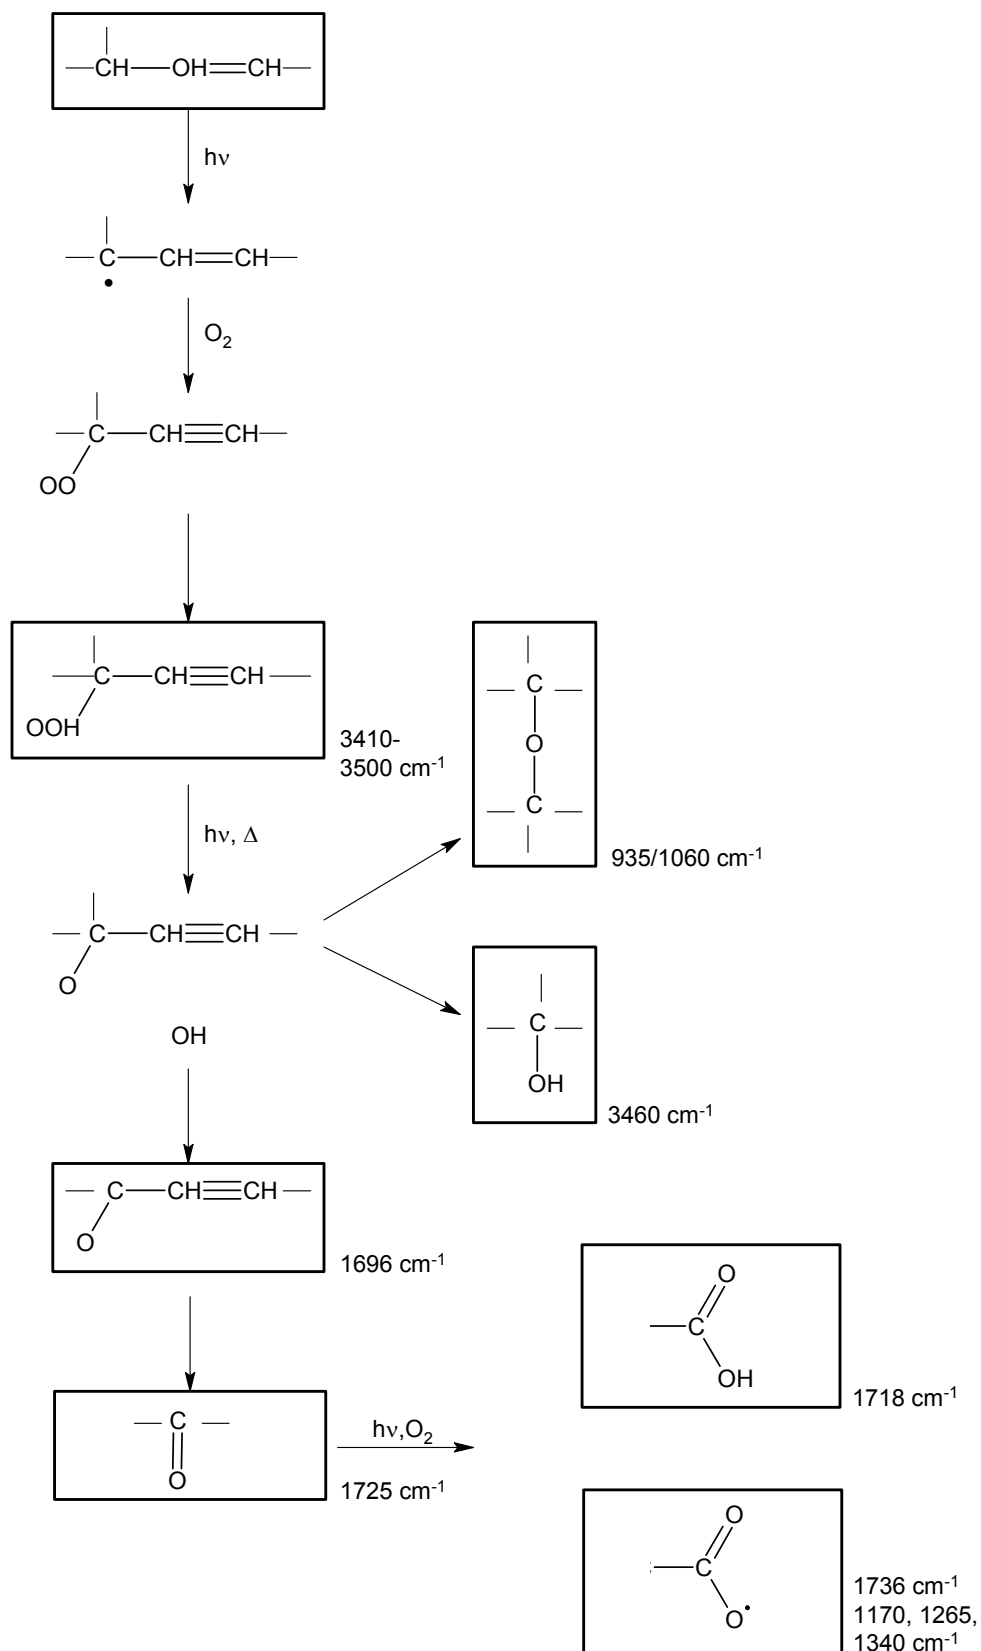 CH OH CH
hν
C CH CH
•
O2
C CH CH
OO
C CH CH
OOH
3410-
3500 cm-1
C
O
C
935/1060 cm-1
hν, Δ
C CH CH
O
OH
C
OH
3460 cm-1
C CH CH
O
1696 cm-1
O
C
OH
1718 cm-1
C
O
1725 cm-1
hν,O2
O
C
O•
1736 cm-1
1170, 1265,
1340 cm-1